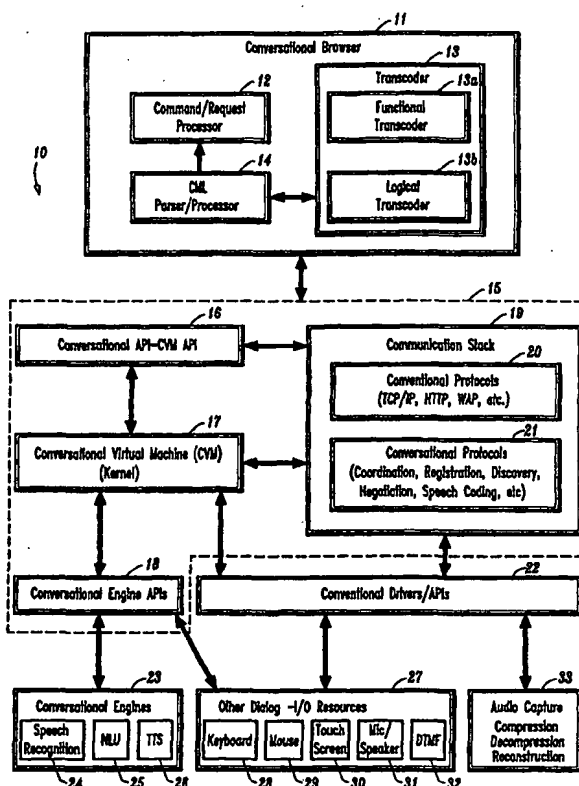 11
Conversational Browser
12
Command/Request
Processor
13
Transcoder
13a
Functional
Transcoder
10
14
CML
Parser/Processor
13b
Logical
Transcoder
15
16
Conversational API-CVM API
19
Communication Stack
20
Conventional Protocols
(TCP/IP, HTTP, WAP, etc.)
17
Conversational Virtual Machine (CVM)
(Kernel)
21
Conversational Protocols
(Coordination, Registration, Discovery,
Negotiation, Speech Coding, etc)
18
Conversational Engine APIs
22
Conventional Drivers/APIs
23
Conversational Engines
Speech
Recognition
NLU
TTS
24
25
26
27
Other Dialog -I/O Resources
Keyboard
Mouse
Touch
Screen
Mic/
Speaker
DTMF
28
29
30
31
32
33
Audio Capture
Compression
Decompression
Reconstruction